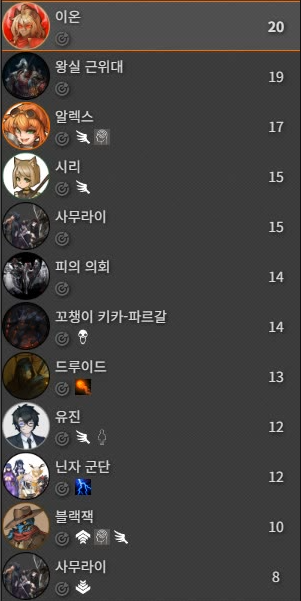 이온
20
왕실 근위대
19
알렉스
17
시리
15
사무라이
15
피의 의회
14
꼬챙이 키카-파르갈
14
드루이드
13
유진
12
닌자 군단
12
블랙잭
10
사무라이
8